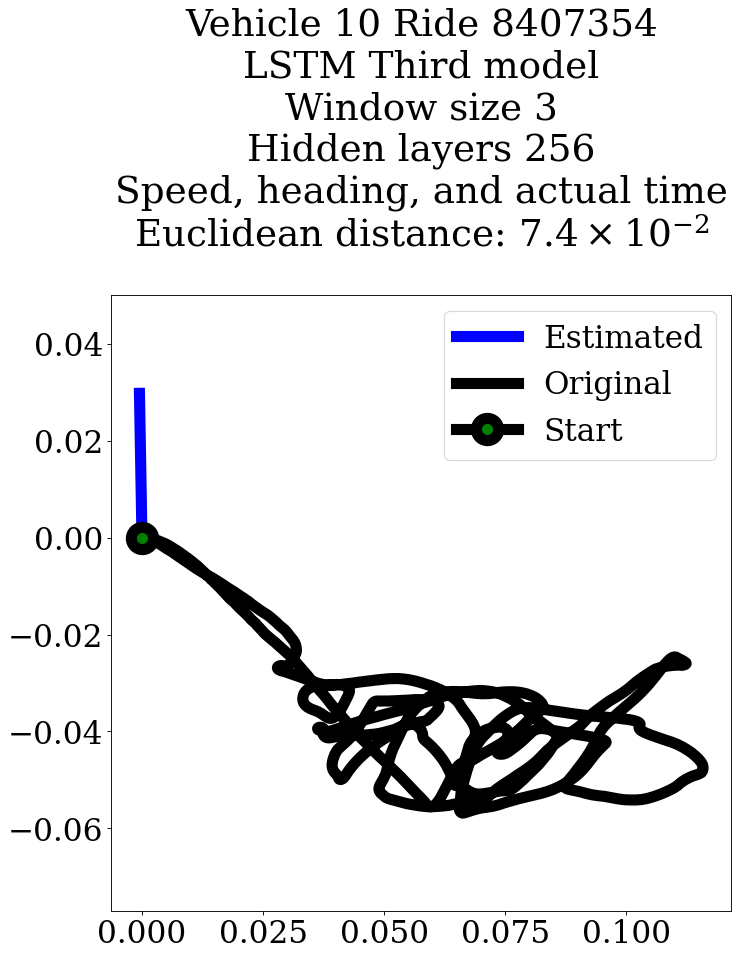 Vehicle 10 Ride 8407354
LSTM Third model
Window size 3
Hidden layers 256
Speed, heading, and actual time
Euclidean distance: 7.4 × 10⁻²
Estimated
Original
Start
0.04
0.02
0.00
−0.02
−0.04
−0.06
0.000 0.025 0.050 0.075 0.100